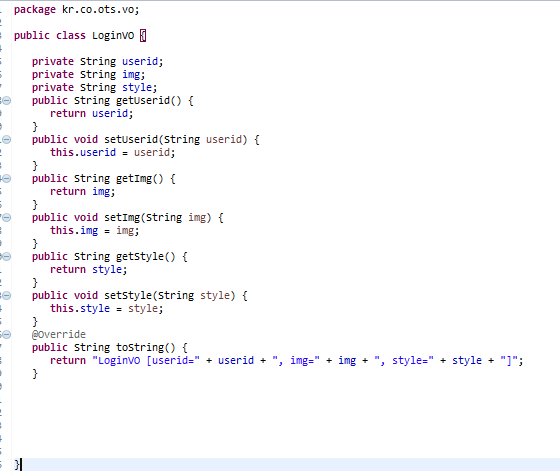 package kr.co.ots.vo;
public class LoginVO {
private String userid;
private String img;
private String style;
public String getUserid() {
return userid;
}
public void setUserid(String userid) {
this.userid = userid;
}
public String getImg() {
return img;
}
public void setImg(String img) {
this.img = img;
}
public String getStyle() {
return style;
}
public void setStyle(String style) {
this.style = style;
}
@Override
public String toString() {
return "LoginVO [userid=" + userid + ", img=" + img + ", style=" + style + "]";
}
}